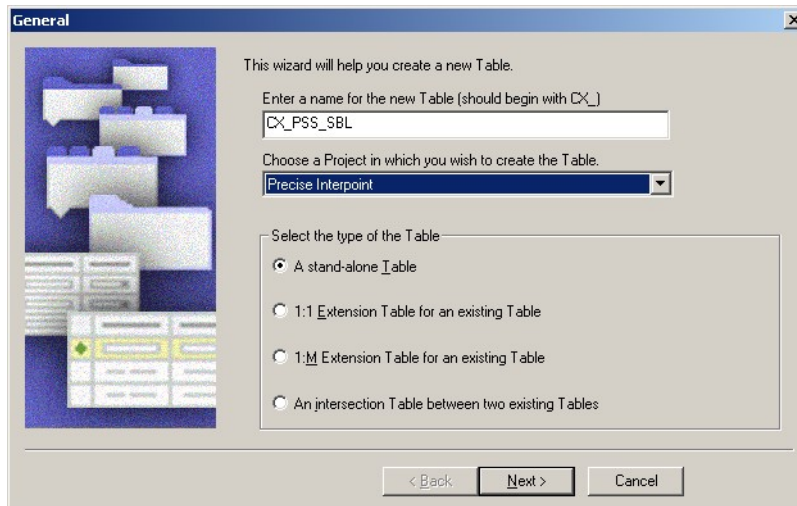 General
This wizard will help you create a new Table.
Enter a name for the new Table (should begin with CX_)
CX_PSS_SBL
Choose a Project in which you wish to create the Table.
Precise Interpoint
Select the type of the Table
A stand-alone Table
1:1 Extension Table for an existing Table
1:M Extension Table for an existing Table
An intersection Table between two existing Tables
< Back
Next >
Cancel